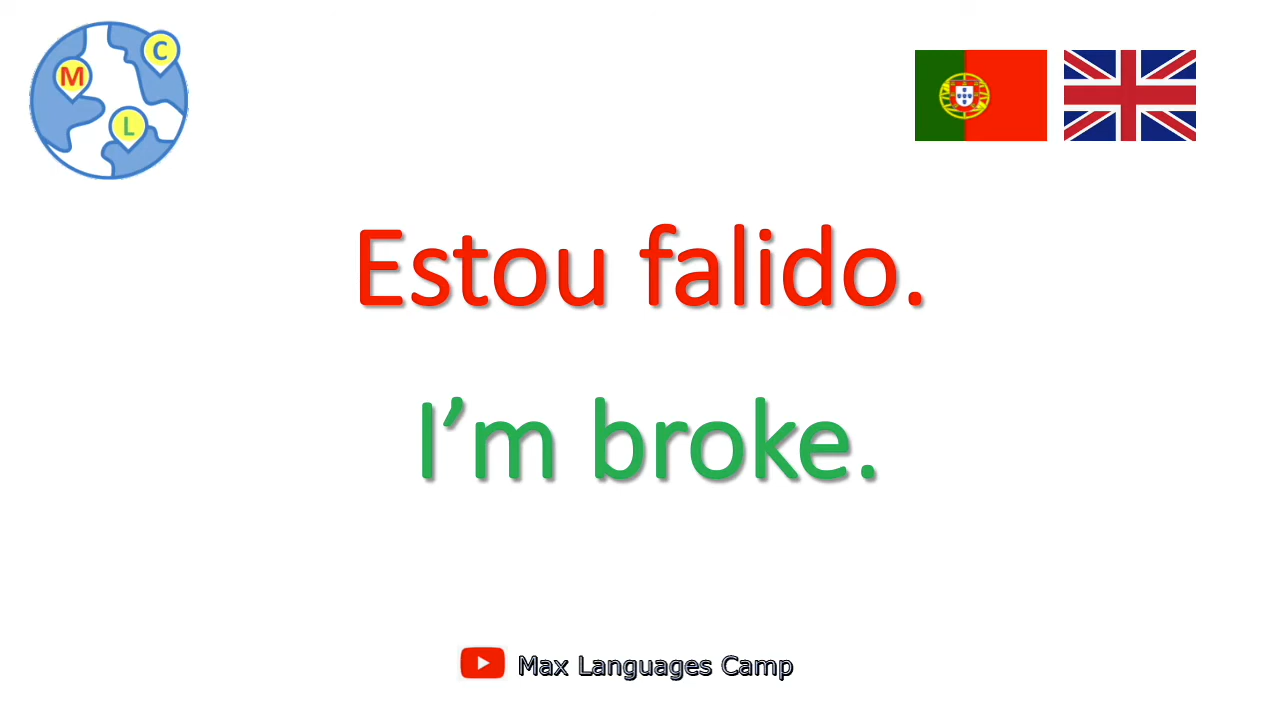 C
M
L
Estou falido.
I’m broke.
Max Languages Camp